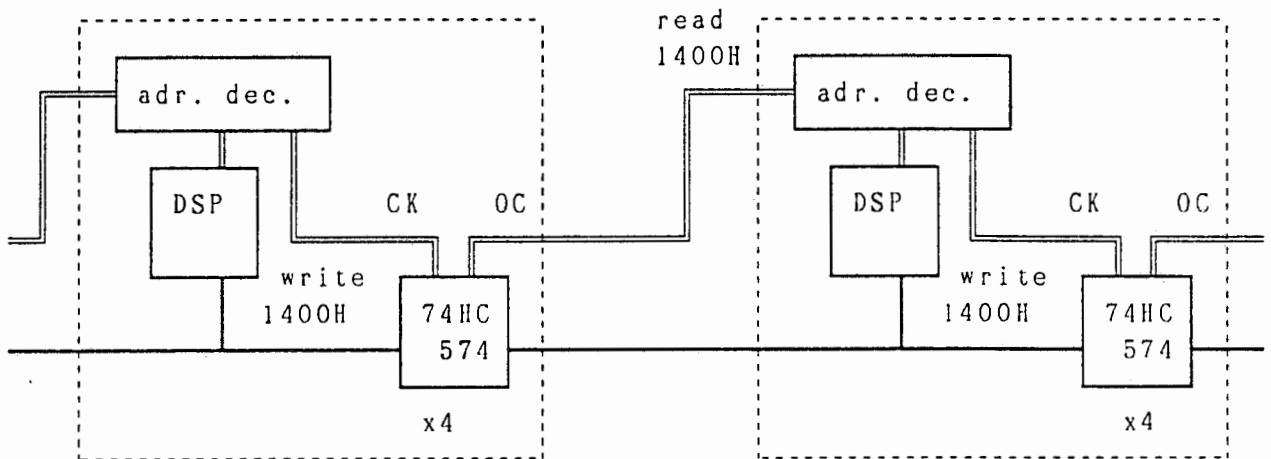 read
1400H
adr. dec.
adr. dec.
DSP
CK
OC
DSP
CK
OC
write
1400H
write
1400H
74HC
574
74HC
574
x4
x4